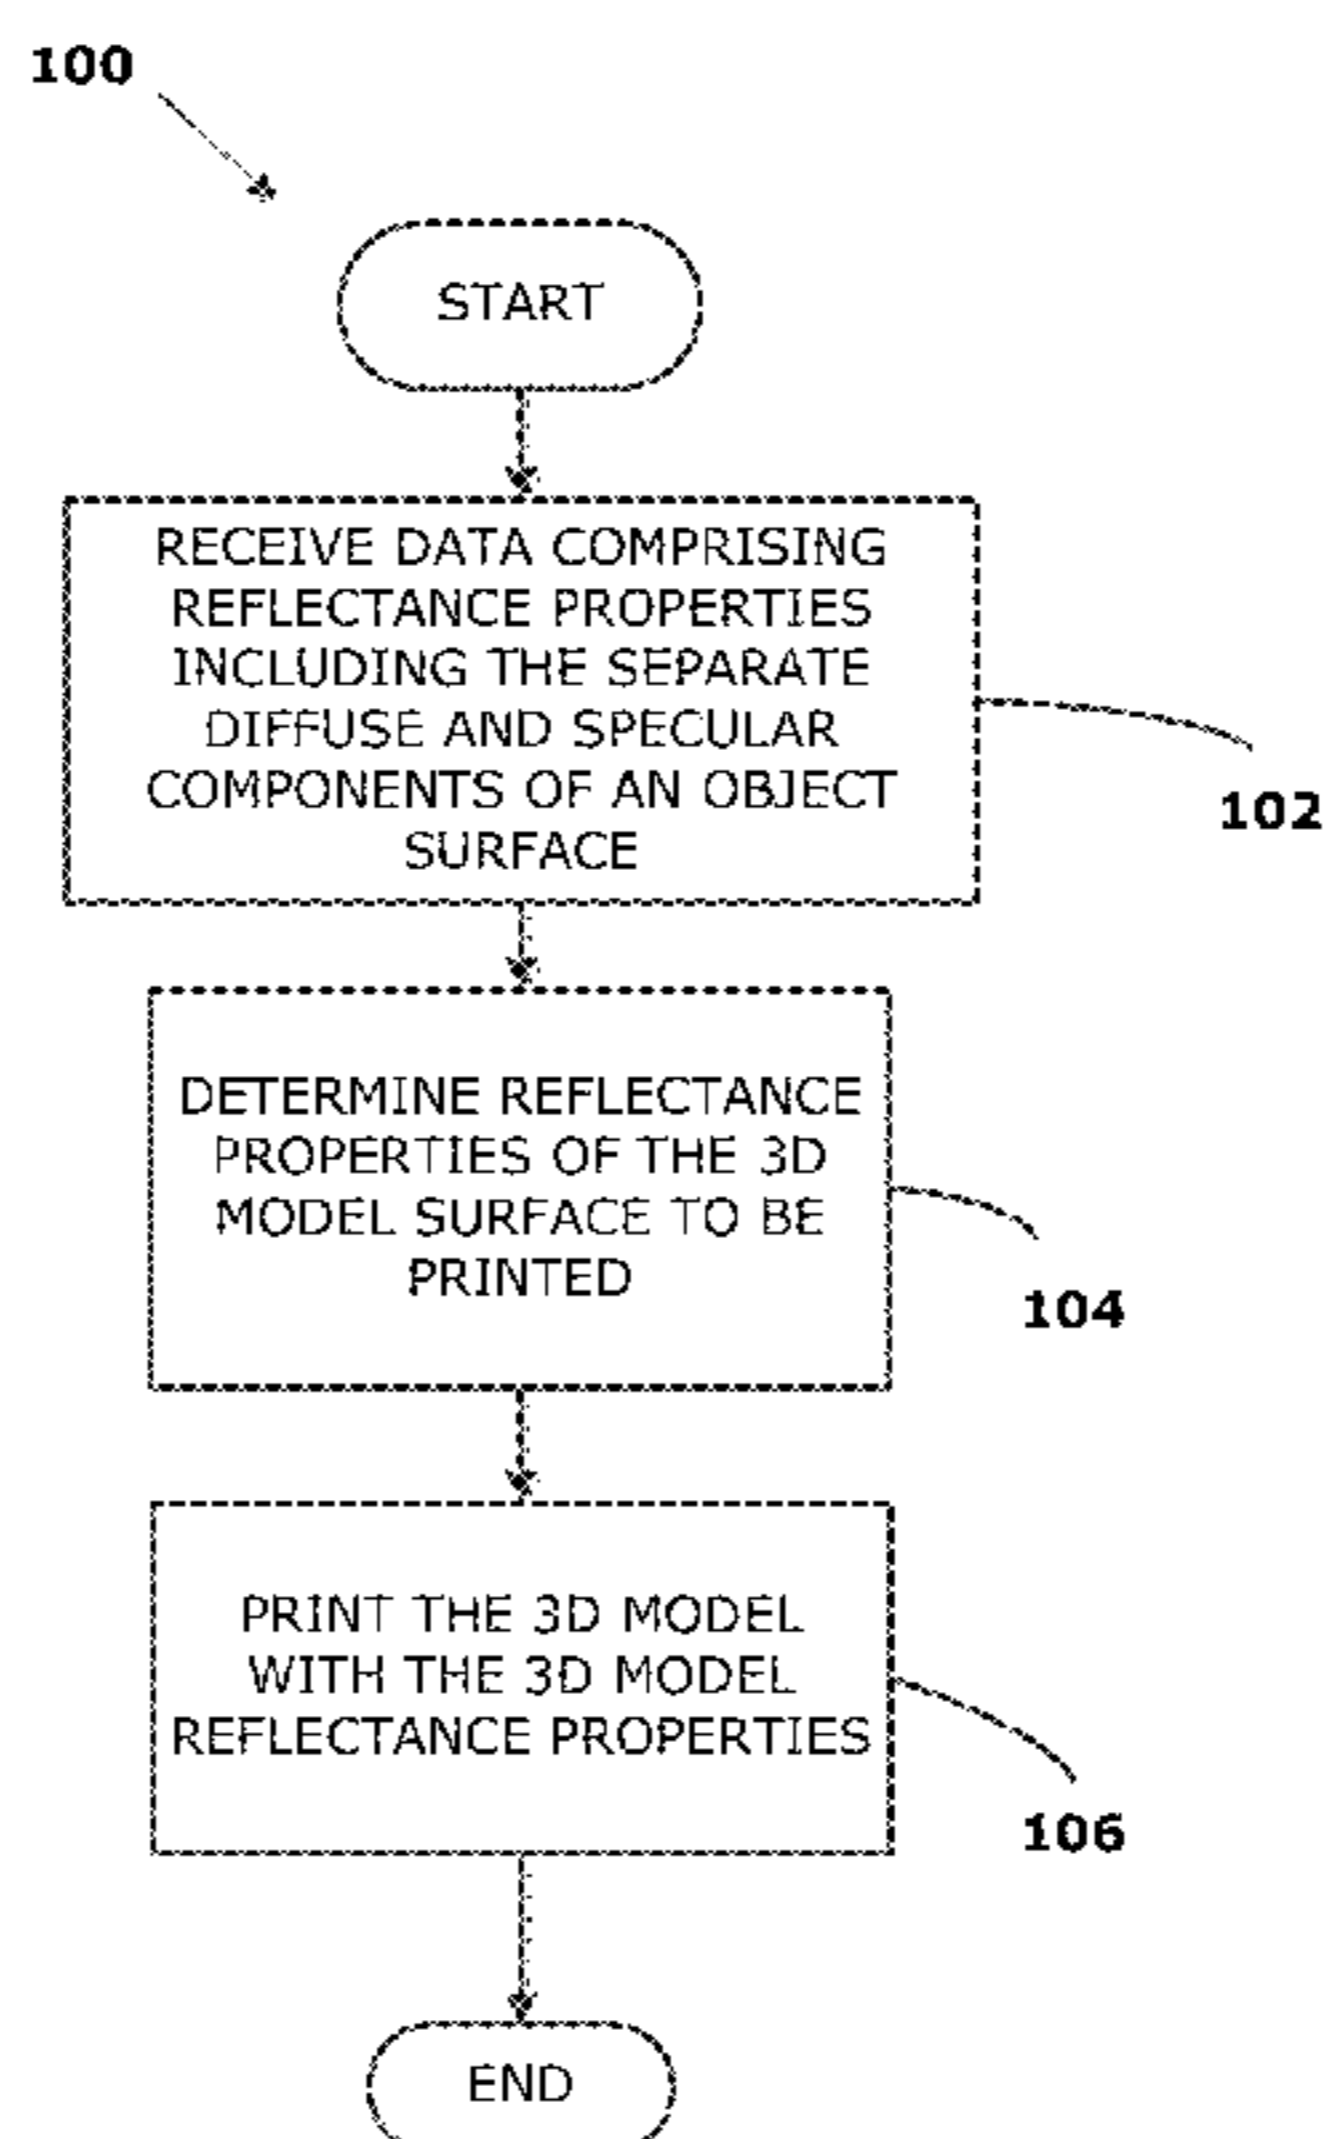 100
START
RECEIVE DATA COMPRISING
REFLECTANCE PROPERTIES
INCLUDING THE SEPARATE
DIFFUSE AND SPECULAR
COMPONENTS OF AN OBJECT
SURFACE
102
DETERMINE REFLECTANCE
PROPERTIES OF THE 3D
MODEL SURFACE TO BE
PRINTED
104
PRINT THE 3D MODEL
WITH THE 3D MODEL
REFLECTANCE PROPERTIES
106
END